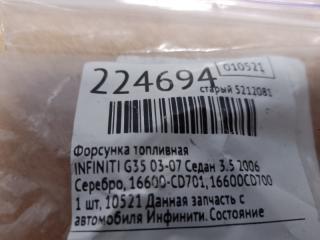 010521
224694
старый 5212081
Форсунка топливная
INFINITI G35 03-07 Седан 3.5 2006
Серебро, 16600-CD701, 16600CD700
1 шт, 10521 Данная запчасть с
автомобиля Инфинити. Состояние